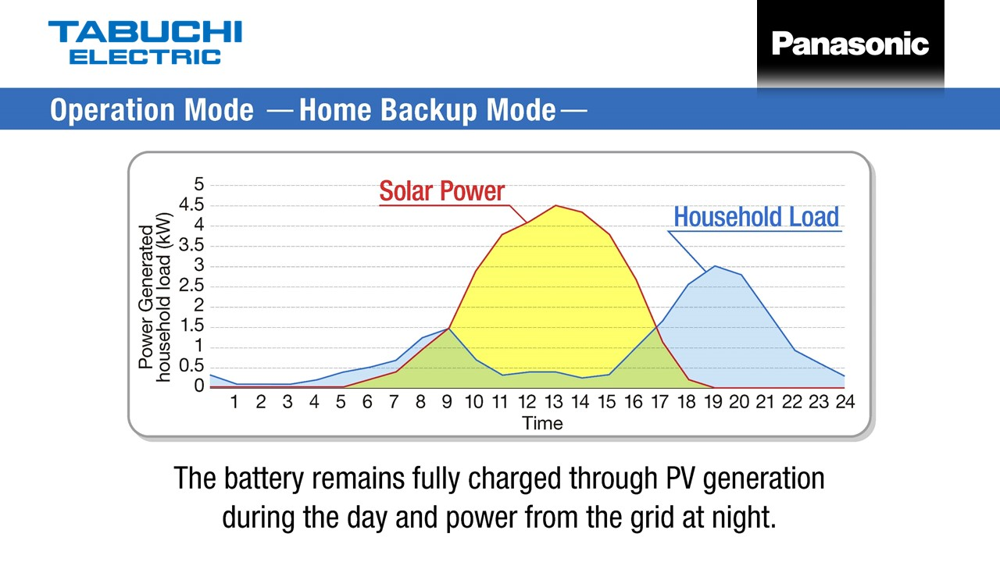 TABUCHI
ELECTRIC
Panasonic
Operation Mode — Home Backup Mode —
Solar Power
Household Load
Power Generated
household load (kW)
5
4.5
4
3.5
3
2.5
2
1.5
1
0.5
0
1 2 3 4 5 6 7 8 9 10 11 12 13 14 15 16 17 18 19 20 21 22 23 24
Time
The battery remains fully charged through PV generation
during the day and power from the grid at night.